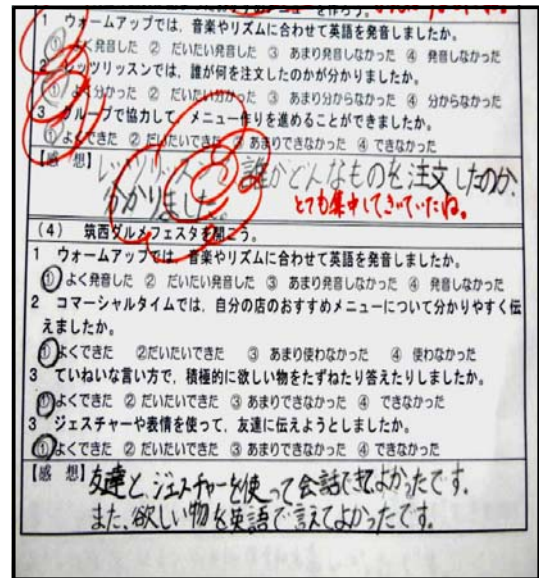 1 ウォームアップでは，音楽やリズムに合わせて英語を発音しましたか。
① よく発音した ② だいたい発音した ③ あまり発音しなかった ④ 発音しなかった
2 レッツリッスンでは，誰が何を注文したのかが分かりましたか。
① よく分かった ② だいたい分かった ③ あまり分からなかった ④ 分からなかった
3 グループで協力して，メニュー作りを進めることができましたか。
① よくできた ② だいたいできた ③ あまりできなかった ④ できなかった
【感 想】レッツリッスンで誰がどんなものを注文したのか、
分かりました。
とても集中してきいていたね。
(4) 筑西グルメフェスタを開こう。
1 ウォームアップでは，音楽やリズムに合わせて英語を発音しましたか。
① よく発音した ② だいたい発音した ③ あまり発音しなかった ④ 発音しなかった
2 コマーシャルタイムでは，自分の店のおすすめメニューについて分かりやすく伝
えましたか。
① よくできた ②だいたいできた ③ あまり使わなかった ④ 使わなかった
3 ていねいな言い方で，積極的に欲しい物をたずねたり答えたりしましたか。
① よくできた ② だいたいできた ③ あまりできなかった ④ できなかった
3 ジェスチャーや表情を使って，友達に伝えようとしましたか。
① よくできた ② だいたいできた ③ あまりできなかった ④ できなかった
【感 想】友達と、ジェスチャーを使って会話できてよかったです。
また、欲しい物を英語で言えてよかったです。